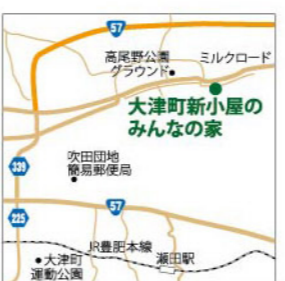 57
高尾野公園
グラウンド
ミルクロード
大津町新小屋の
みんなの家
339
吹田団地
簡易郵便局
57
225
JR豊肥本線
瀬田駅
大津町
運動公園